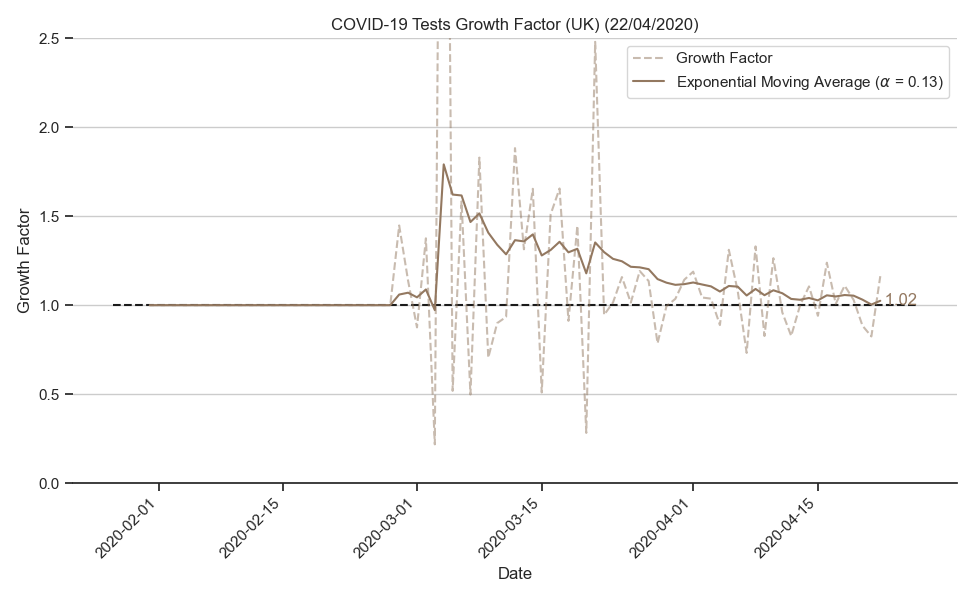 COVID-19 Tests Growth Factor (UK) (22/04/2020)
2.5
2.0
1.5
1.0
0.5
0.0
Growth Factor
Growth Factor
Exponential Moving Average (α = 0.13)
1.02
2020-02-01
2020-02-15
2020-03-01
2020-03-15
2020-04-01
2020-04-15
Date